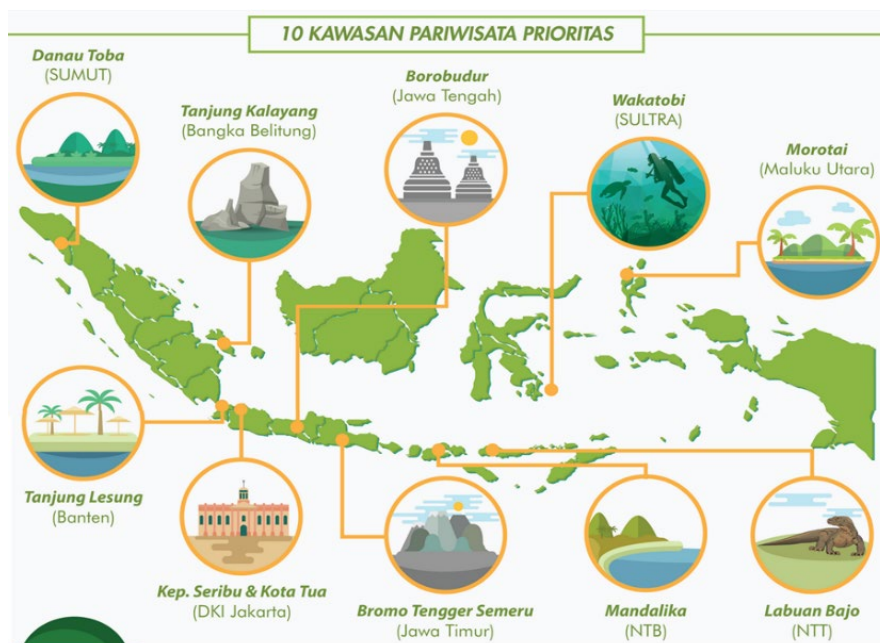 10 KAWASAN PARIWISATA PRIORITAS
Danau Toba
(SUMUT)
Tanjung Kalayang
(Bangka Belitung)
Borobudur
(Jawa Tengah)
Wakatobi
(SULTRA)
Morotai
(Maluku Utara)
Tanjung Lesung
(Banten)
Kep. Seribu & Kota Tua
(DKI Jakarta)
Bromo Tengger Semeru
(Jawa Timur)
Mandalika
(NTB)
Labuan Bajo
(NTT)